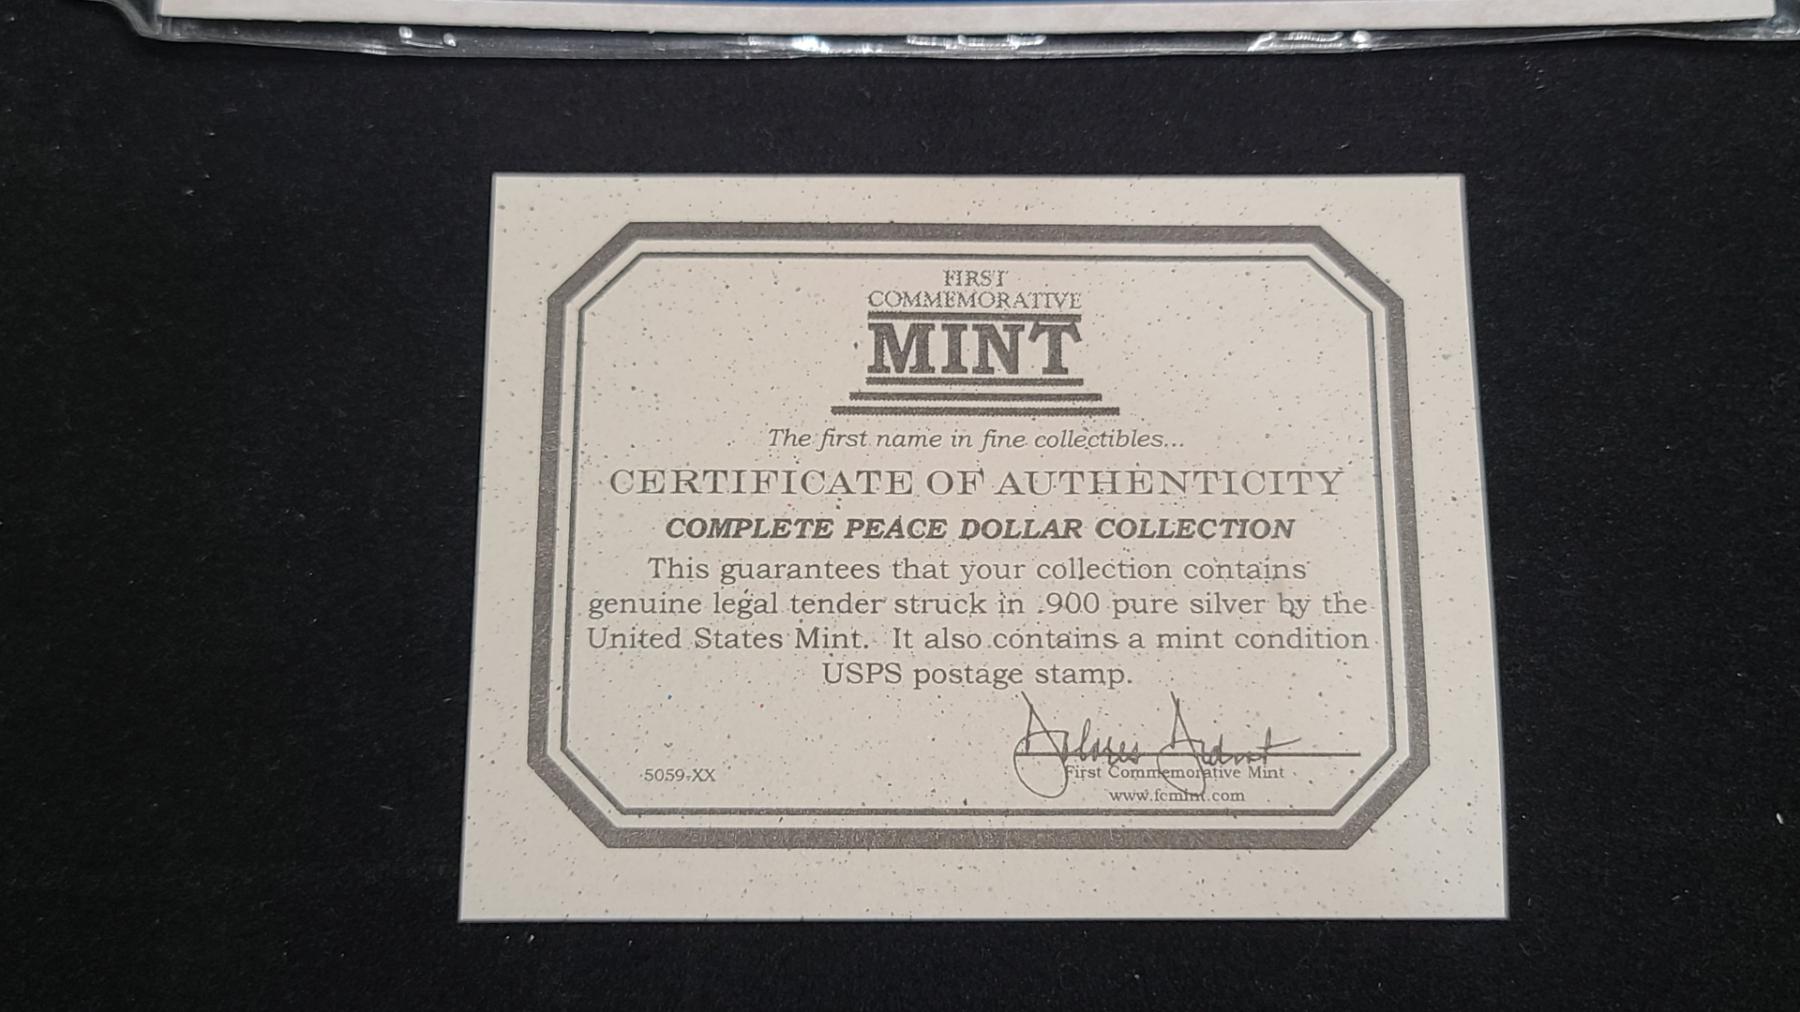 FIRST
COMMEMORATIVE
MINT
The first name in fine collectibles...
CERTIFICATE OF AUTHENTICITY
COMPLETE PEACE DOLLAR COLLECTION
This guarantees that your collection contains
genuine legal tender struck in .900 pure silver by the
United States Mint. It also contains a mint condition
USPS postage stamp.
5059-XX
First Commemorative Mint
www.fcmint.com